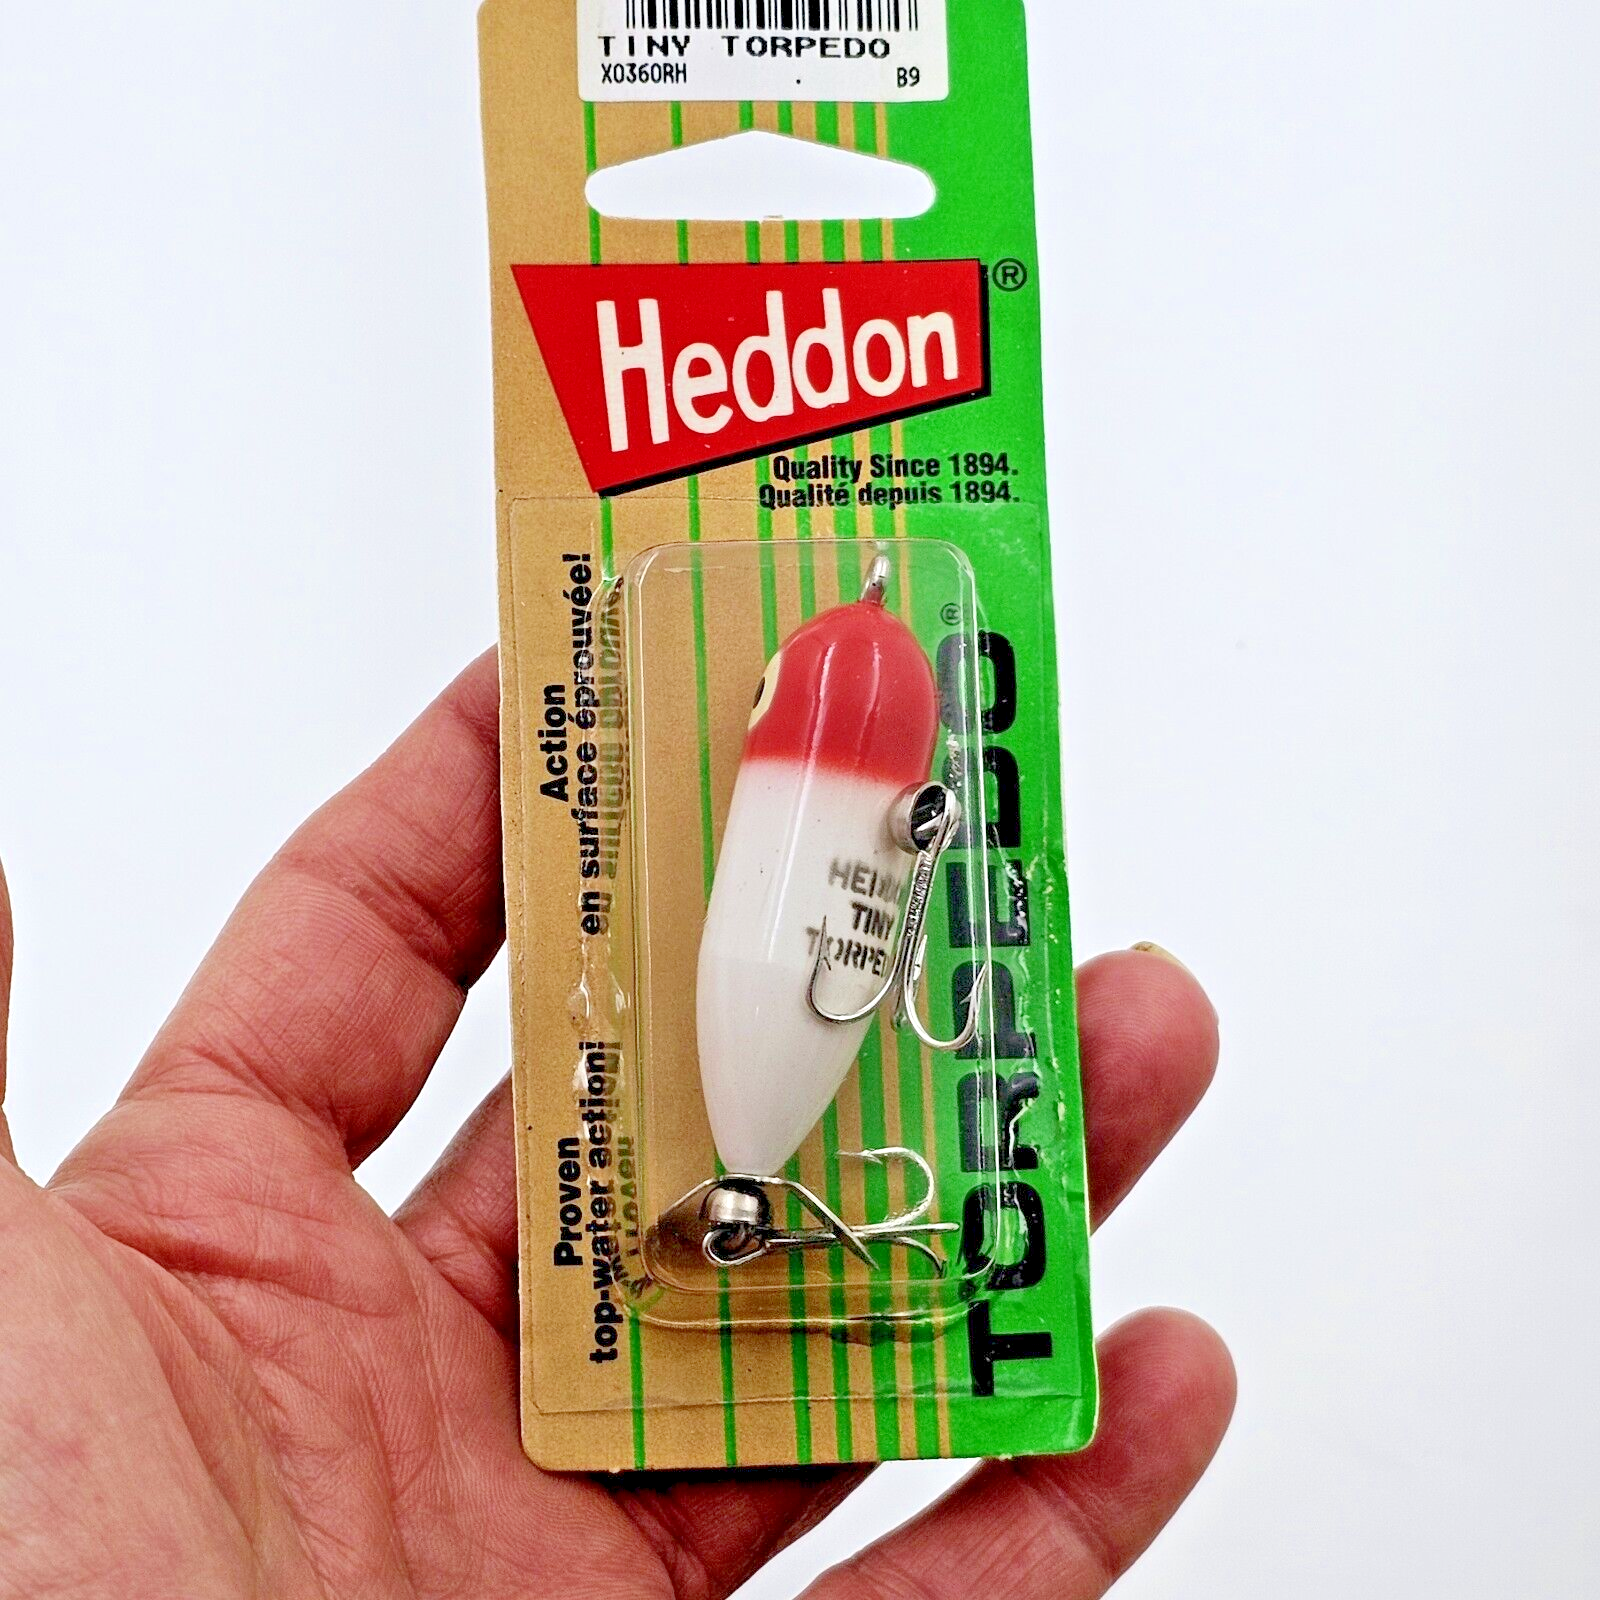 TINY TORPEDO
X0360RH . B9
Heddon®
Quality Since 1894.
Qualité depuis 1894.
Action
en surface éprouvée!
Proven
top-water action!
TORPEDO®
TINY